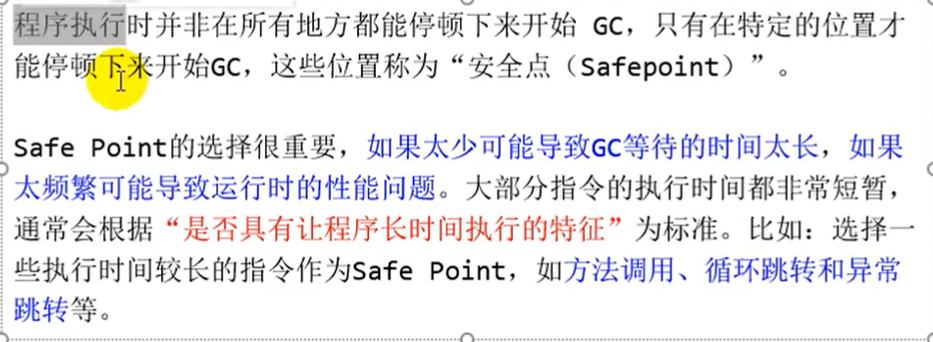 程序执行时并非在所有地方都能停顿下来开始 GC，只有在特定的位置才
能停顿下来开始GC，这些位置称为“安全点（Safepoint）”。
Safe Point的选择很重要，如果太少可能导致GC等待的时间太长，如果
太频繁可能导致运行时的性能问题。大部分指令的执行时间都非常短暂，
通常会根据“是否具有让程序长时间执行的特征”为标准。比如：选择一
些执行时间较长的指令作为Safe Point，如方法调用、循环跳转和异常
跳转等。